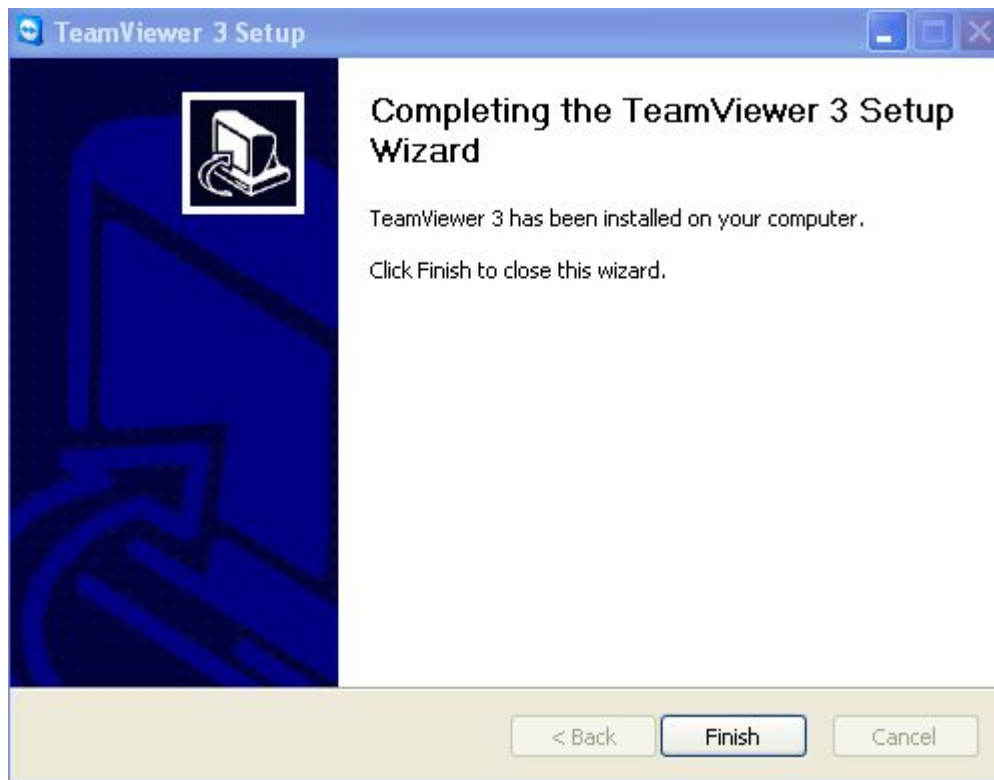 TeamViewer 3 Setup
Completing the TeamViewer 3 Setup
Wizard
TeamViewer 3 has been installed on your computer.
Click Finish to close this wizard.
< Back
Finish
Cancel